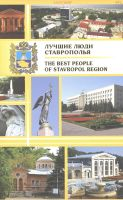 ЛУЧШИЕ ЛЮДИ
СТАВРОПОЛЬЯ
THE BEST PEOPLE
OF STAVROPOL REGION